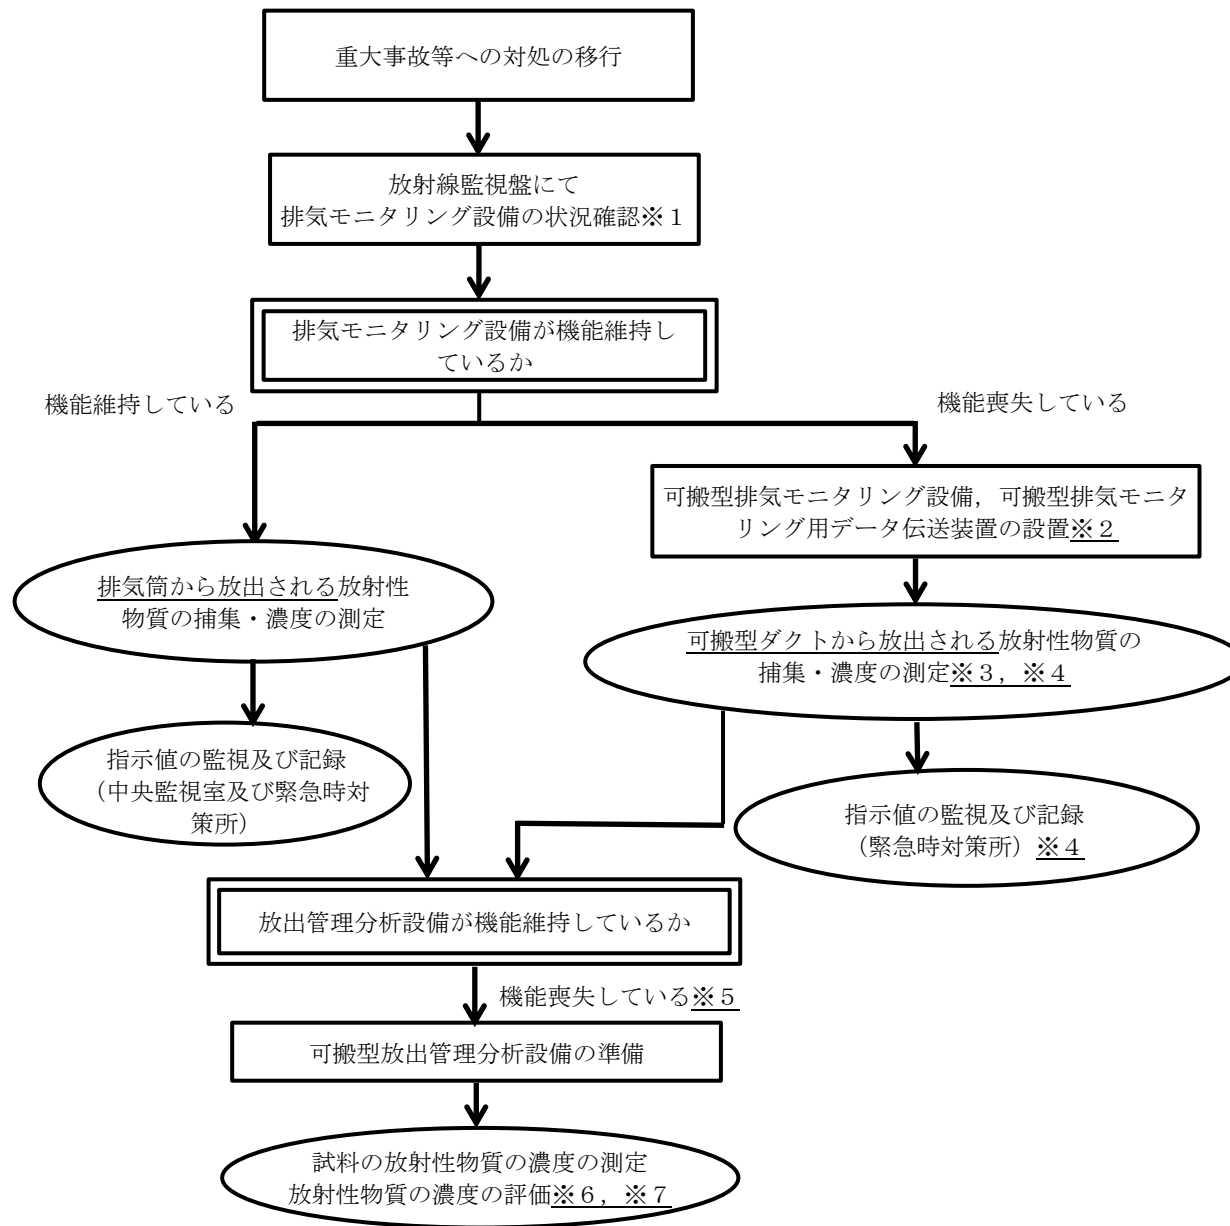 重大事故等への対処の移行
放射線監視盤にて
排気モニタリング設備の状況確認※１
排気モニタリング設備が機能維持し
ているか
機能維持している
機能喪失している
可搬型排気モニタリング設備，可搬型排気モニタ
リング用データ伝送装置の設置※２
排気筒から放出される放射性
物質の捕集・濃度の測定
可搬型ダクトから放出される放射性物質の
捕集・濃度の測定※３，※４
指示値の監視及び記録
（中央監視室及び緊急時対
策所）
指示値の監視及び記録
（緊急時対策所）※４
放出管理分析設備が機能維持しているか
機能喪失している※５
可搬型放出管理分析設備の準備
試料の放射性物質の濃度の測定
放射性物質の濃度の評価※６，※７